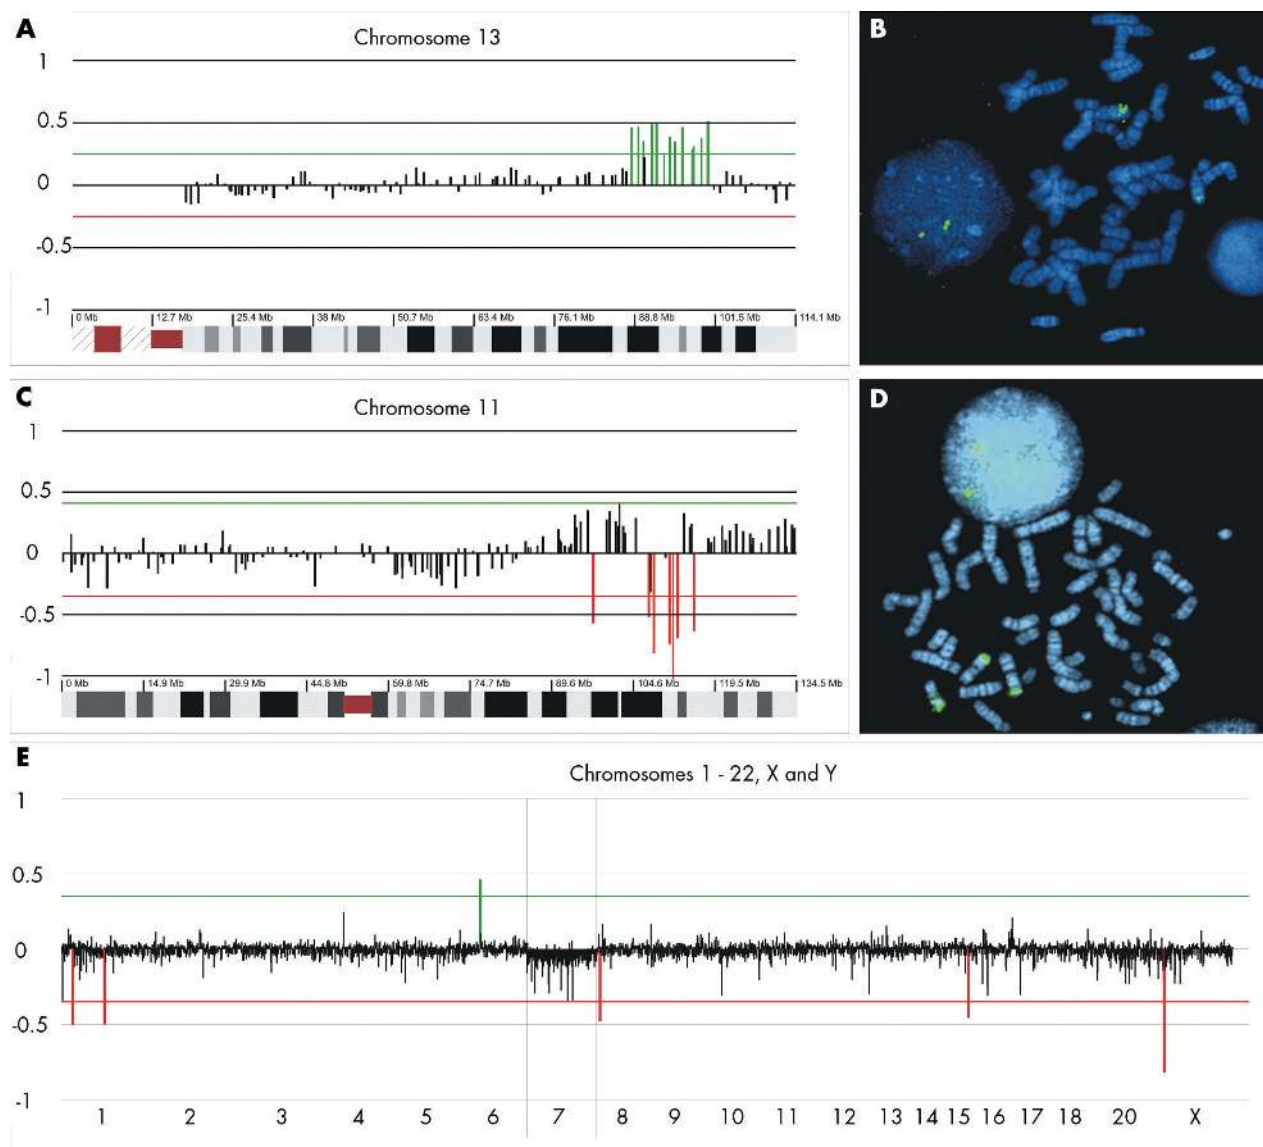 A
Chromosome 13
1
0.5
0
-0.5
-1
0 Mb 12.7 Mb 25.4 Mb 38 Mb 50.7 Mb 63.4 Mb 76.1 Mb 88.8 Mb 101.5 Mb 114.1 Mb
B
C
Chromosome 11
1
0.5
0
-0.5
-1
0 Mb 14.9 Mb 29.9 Mb 44.8 Mb 59.8 Mb 74.7 Mb 89.6 Mb 104.6 Mb 119.5 Mb 134.5 Mb
D
E
Chromosomes 1 - 22, X and Y
1
0.5
0
-0.5
-1
1 2 3 4 5 6 7 8 9 10 11 12 13 14 15 16 17 18 20 X